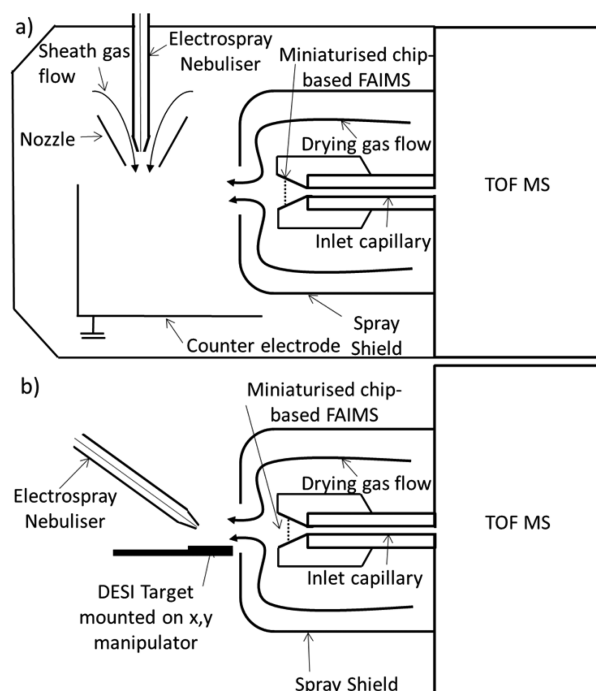 a)
Electrospray
Nebuliser
Sheath gas
flow
Miniaturised chip-
based FAIMS
Nozzle
Drying gas flow
TOF MS
Inlet capillary
Spray
Shield
Counter electrode
b)
Miniaturised chip-
based FAIMS
Drying gas flow
Electrospray
Nebuliser
TOF MS
Inlet capillary
DESI Target
mounted on x,y
manipulator
Spray Shield